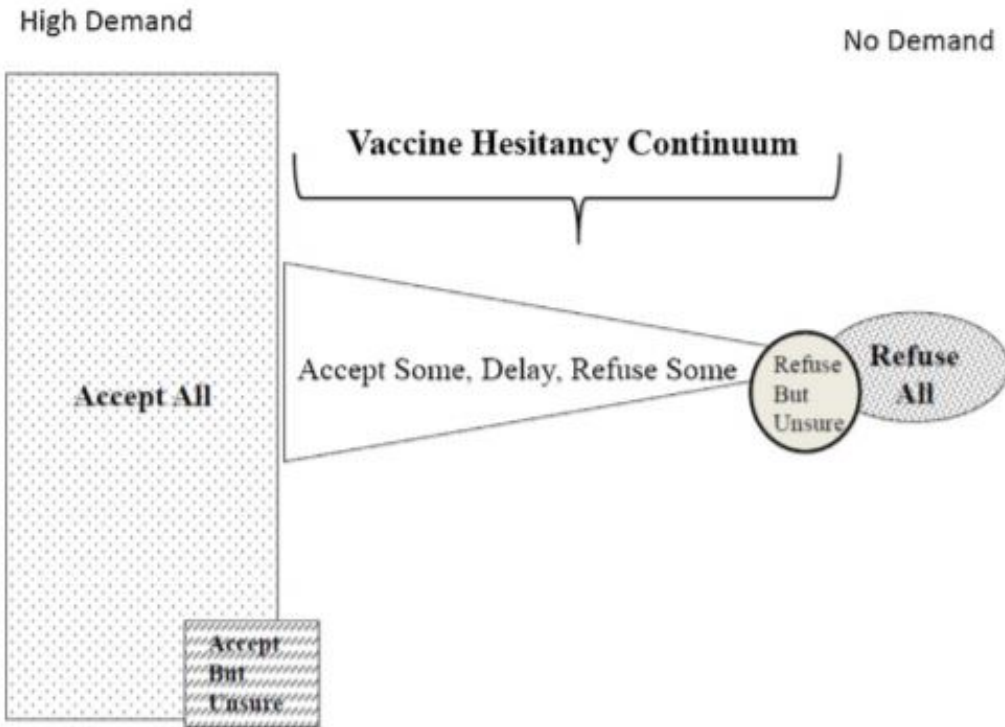 High Demand
No Demand
Vaccine Hesitancy Continuum
Accept All
Accept Some, Delay, Refuse Some
Refuse
But
Unsure
Refuse
All
Accept
But
Unsure